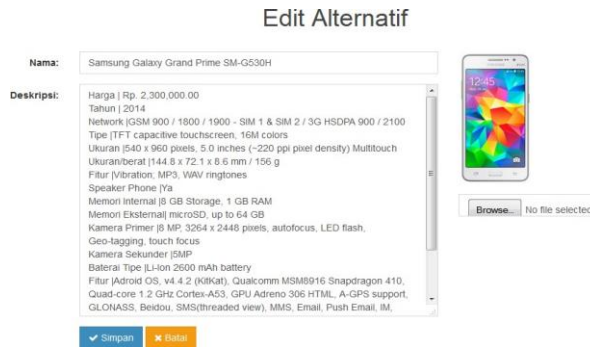 Edit Alternatif
Nama:
Samsung Galaxy Grand Prime SM-G530H
12:45
Deskripsi:
Harga | Rp. 2,300,000.00
Tahun | 2014
Network |GSM 900 / 1800 / 1900 - SIM 1 & SIM 2 / 3G HSDPA 900 / 2100
Tipe |TFT capacitive touchscreen, 16M colors
Ukuran |540 x 960 pixels, 5.0 inches (~220 ppi pixel density) Multitouch
Ukuran/berat |144.8 x 72.1 x 8.6 mm / 156 g
Fitur |Vibration; MP3, WAV ringtones
Speaker Phone |Ya
Memori Internal |8 GB Storage, 1 GB RAM
Memori Eksternal| microSD, up to 64 GB
Kamera Primer |8 MP, 3264 x 2448 pixels, autofocus, LED flash,
Geo-tagging, touch focus
Kamera Sekunder |5MP
Baterai Tipe |Li-Ion 2600 mAh battery
Fitur |Adroid OS, v4.4.2 (KitKat), Qualcomm MSM8916 Snapdragon 410,
Quad-core 1.2 GHz Cortex-A53, GPU Adreno 306 HTML, A-GPS support,
GLONASS, Beidou, SMS(threaded view), MMS, Email, Push Email, IM,
Browse... No file selected
Simpan
Batal